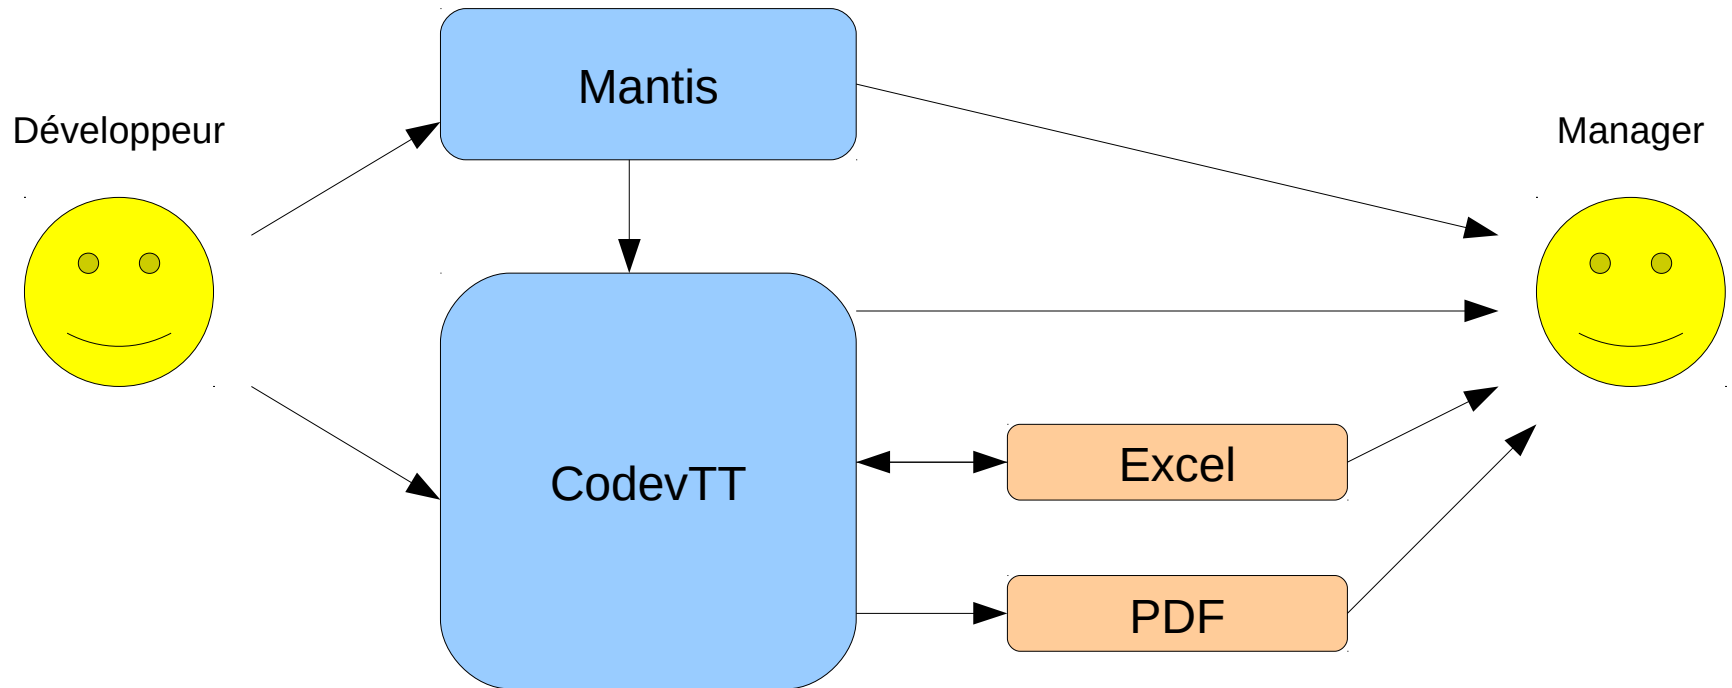 Mantis
Développeur
Manager
Excel
CodevTT
PDF